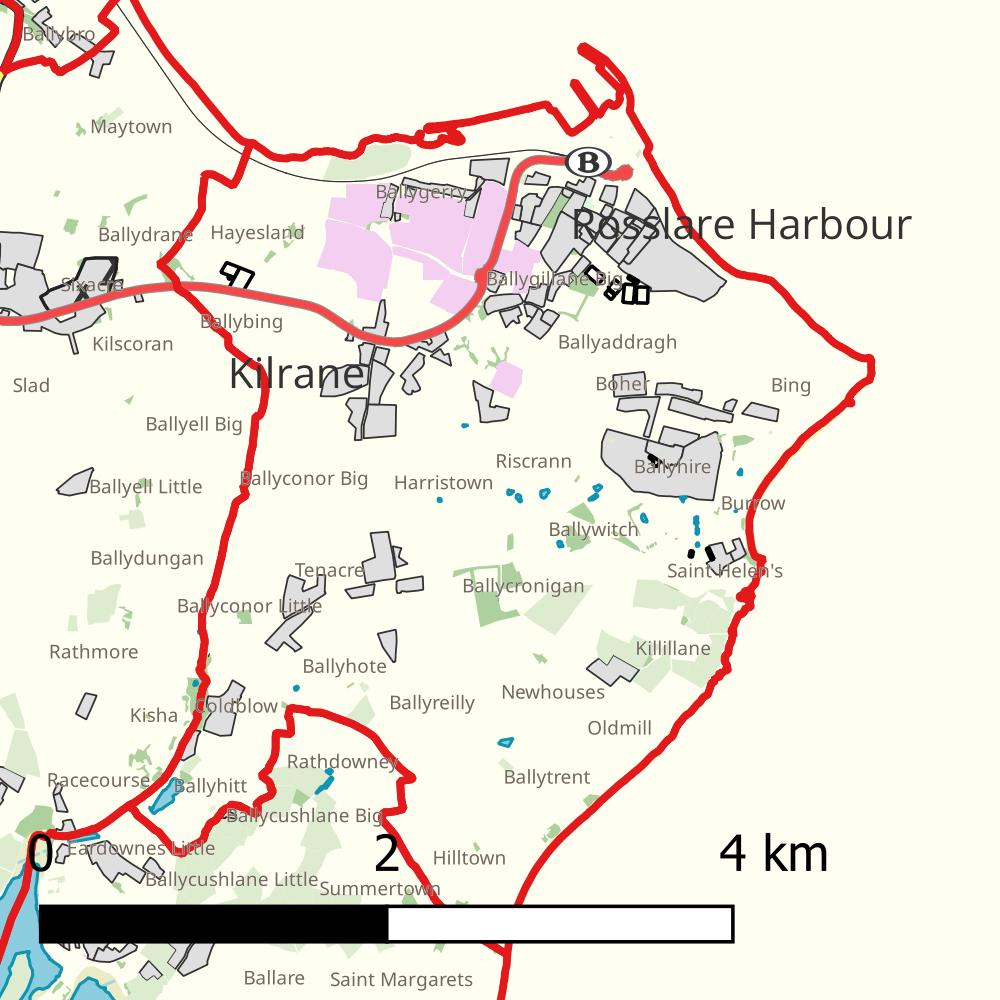 Ballybro
Maytown
B
Ballygerry
Ballydrane
Hayesland
Rosslare Harbour
Sixacre
Ballygillane Big
Ballybing
Kilscoran
Ballyaddragh
Kilrane
Slad
Boher
Bing
Ballyell Big
Riscrann
Ballyhire
Ballyell Little
Ballyconor Big
Harristown
Burrow
Ballywitch
Ballydungan
Tenacre
Saint Helen's
Ballyconor Little
Ballycronigan
Rathmore
Killillane
Ballyhote
Newhouses
Kisha
Coldblow
Ballyreilly
Oldmill
Rathdowney
Racecourse
Ballyhitt
Ballytrent
Ballycushlane Big
Eardownes Little
Hilltown
0 2 4 km
Ballycushlane Little
Summertown
Ballare
Saint Margarets